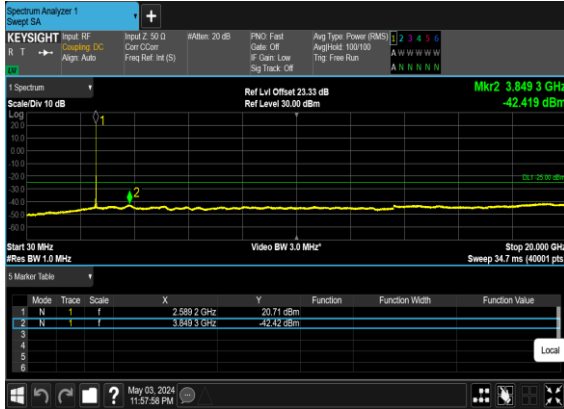 Spectrum Analyzer 1
Swept SA
+
KEYSIGHT Input: RF Input Z: 50 Ω #Atten: 20 dB PNO: Fast Avg Type: Power (RMS) 1 2 3 4 5 6
R T Coupling: DC Corr CCorr Gate: Off Avg|Hold: 100/100 A W W W W W
Align: Auto Freq Ref: Int (S) IF Gain: Low Trig: Free Run
Sig Track: Off A N N N N N
1 Spectrum Ref Lvl Offset 23.33 dB Mkr2 3.849 3 GHz
Scale/Div 10 dB Ref Level 30.00 dBm -42.419 dBm
Log
20.0 1
10.0
0.00
-10.0
-20.0 DL1 -25.00 dBm
-30.0 2
-40.0
-50.0
-60.0
Start 30 MHz Video BW 3.0 MHz* Stop 20.000 GHz
#Res BW 1.0 MHz Sweep 34.7 ms (40001 pts)
5 Marker Table
Mode Trace Scale X Y Function Function Width Function Value
1 N 1 f 2.589 2 GHz 20.71 dBm
2 N 1 f 3.849 3 GHz -42.42 dBm
3
4
5
6
Local
? May 03, 2024
11:57:58 PM